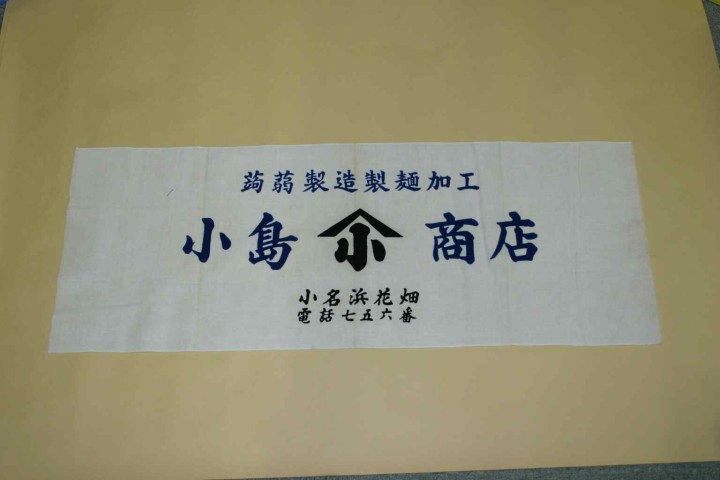 蒟蒻製造製麺加工
小島 小 商店
小名浜花畑
電話七五六番